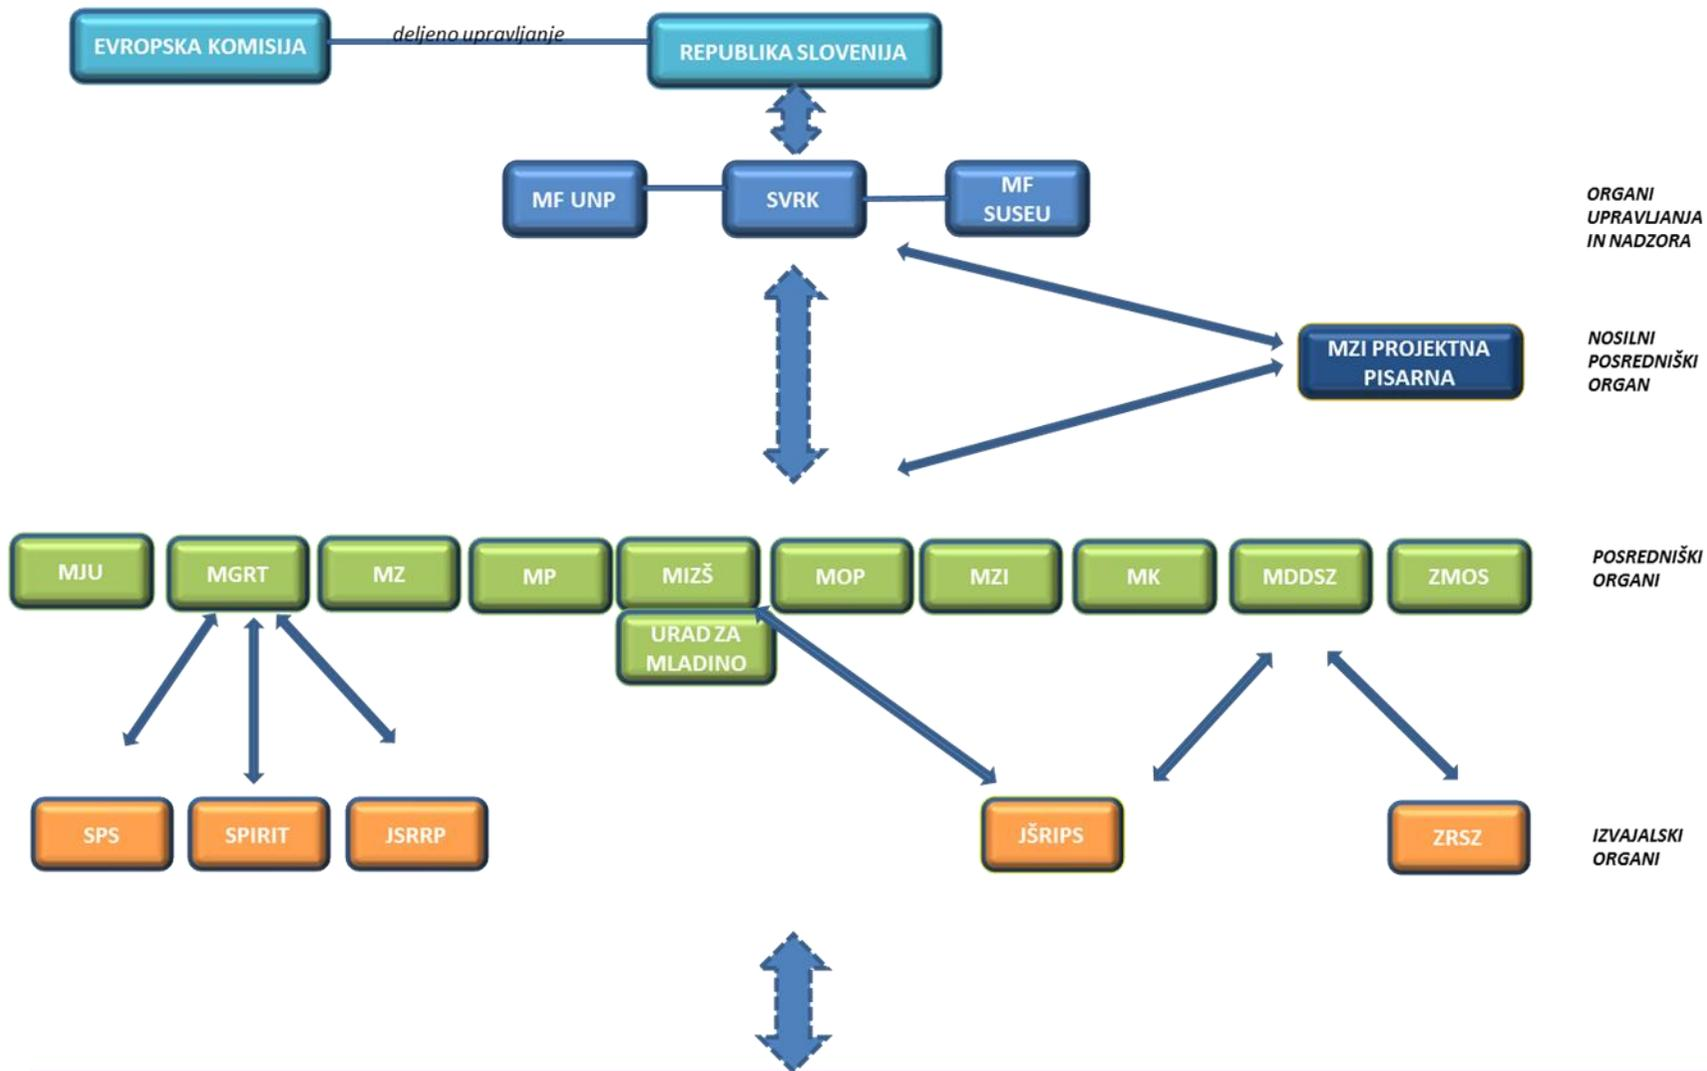 EVROPSKA KOMISIJA
deljeno upravljanje
REPUBLIKA SLOVENIJA
MF UNP
SVRK
MF
SUSEU
ORGANI
UPRAVLJANJA
IN NADZORA
MZI PROJEKTNA
PISARNA
NOSILNI
POSREDNIŠKI
ORGAN
MJU
MGRT
MZ
MP
MIZŠ
MOP
MZI
MK
MDDSZ
ZMOS
POSREDNIŠKI
ORGANI
URAD ZA
MLADINO
SPS
SPIRIT
JSRRP
JŠRIPS
ZRSZ
IZVAJALSKI
ORGANI